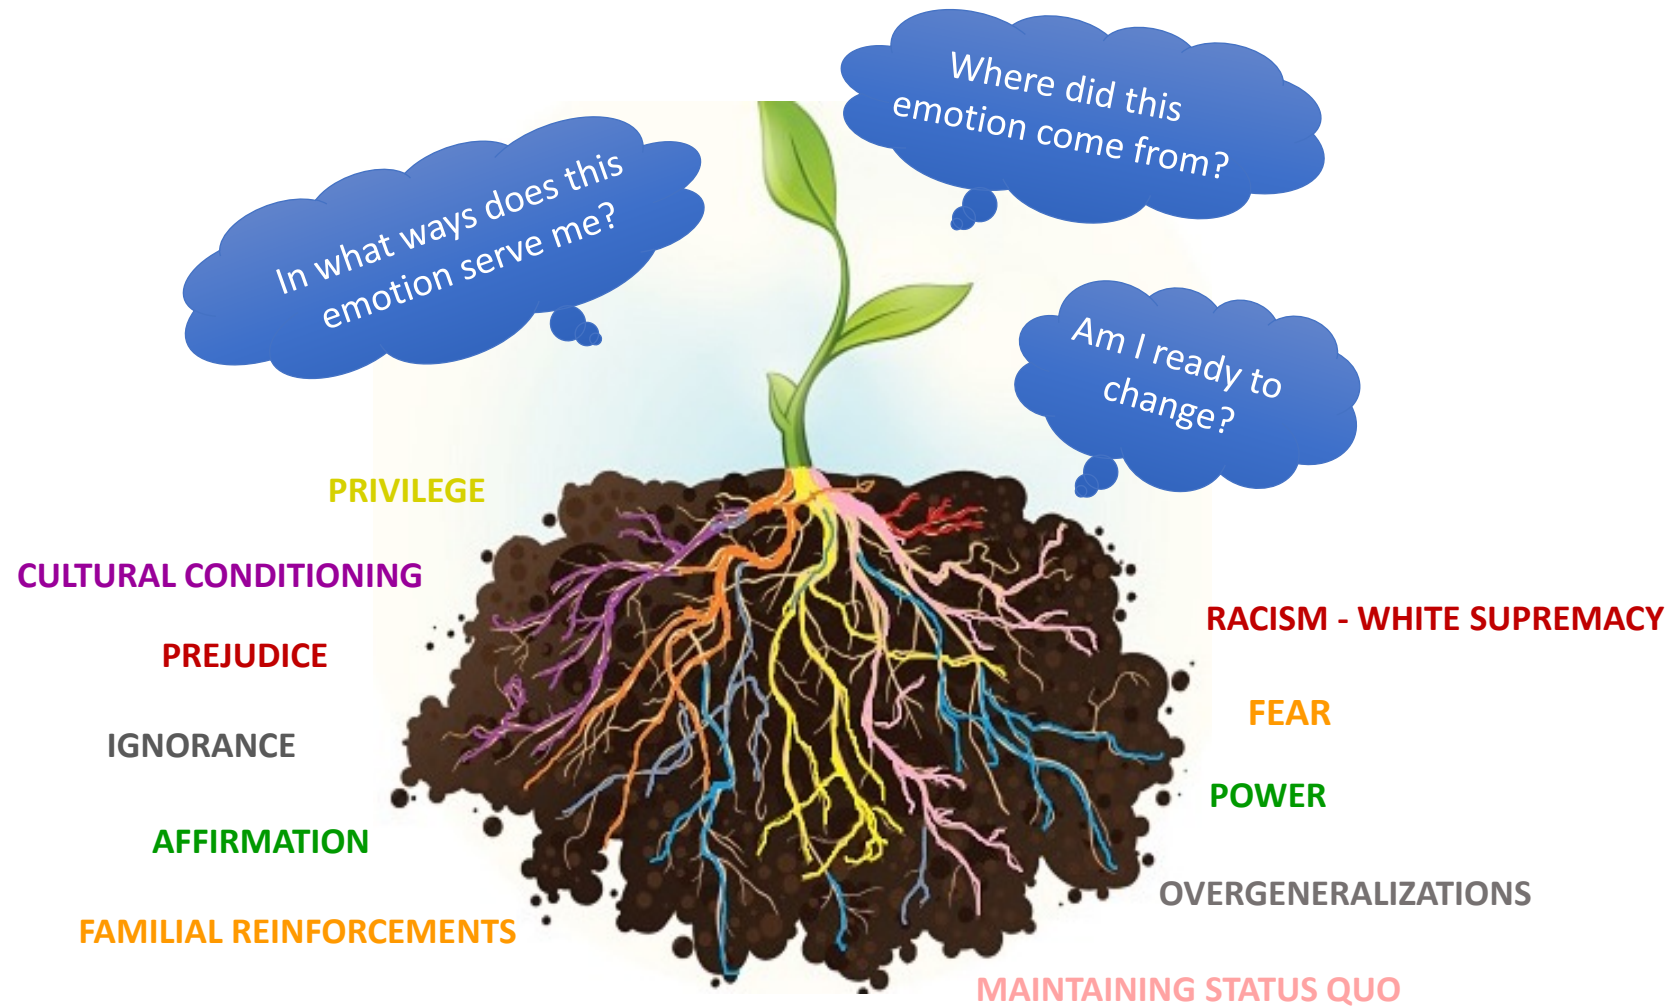 Where did this
emotion come from?
In what ways does this
emotion serve me?
Am I ready to
change?
PRIVILEGE
CULTURAL CONDITIONING
PREJUDICE
IGNORANCE
AFFIRMATION
FAMILIAL REINFORCEMENTS
RACISM - WHITE SUPREMACY
FEAR
POWER
OVERGENERALIZATIONS
MAINTAINING STATUS QUO